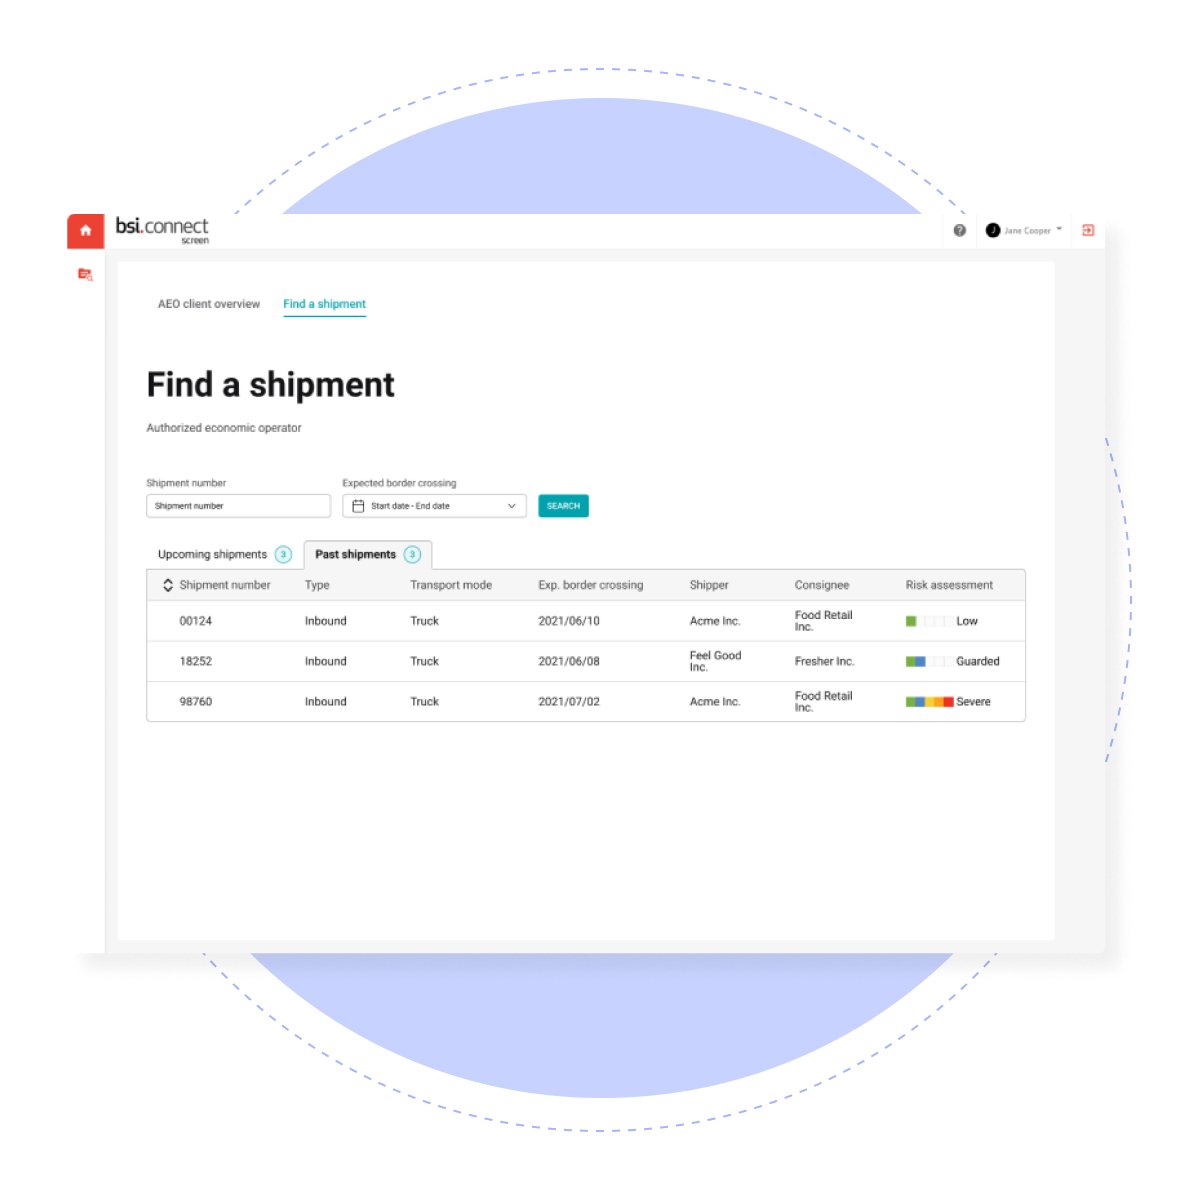 bsi.connect
screen
? J Jane Cooper
AEO client overview Find a shipment
Find a shipment
Authorized economic operator
Shipment number Expected border crossing
Shipment number Start date - End date SEARCH
Upcoming shipments 3 Past shipments 3
Shipment number Type Transport mode Exp. border crossing Shipper Consignee Risk assessment
00124 Inbound Truck 2021/06/10 Acme Inc. Food Retail Inc. Low
18252 Inbound Truck 2021/06/08 Feel Good Inc. Fresher Inc. Guarded
98760 Inbound Truck 2021/07/02 Acme Inc. Food Retail Inc. Severe